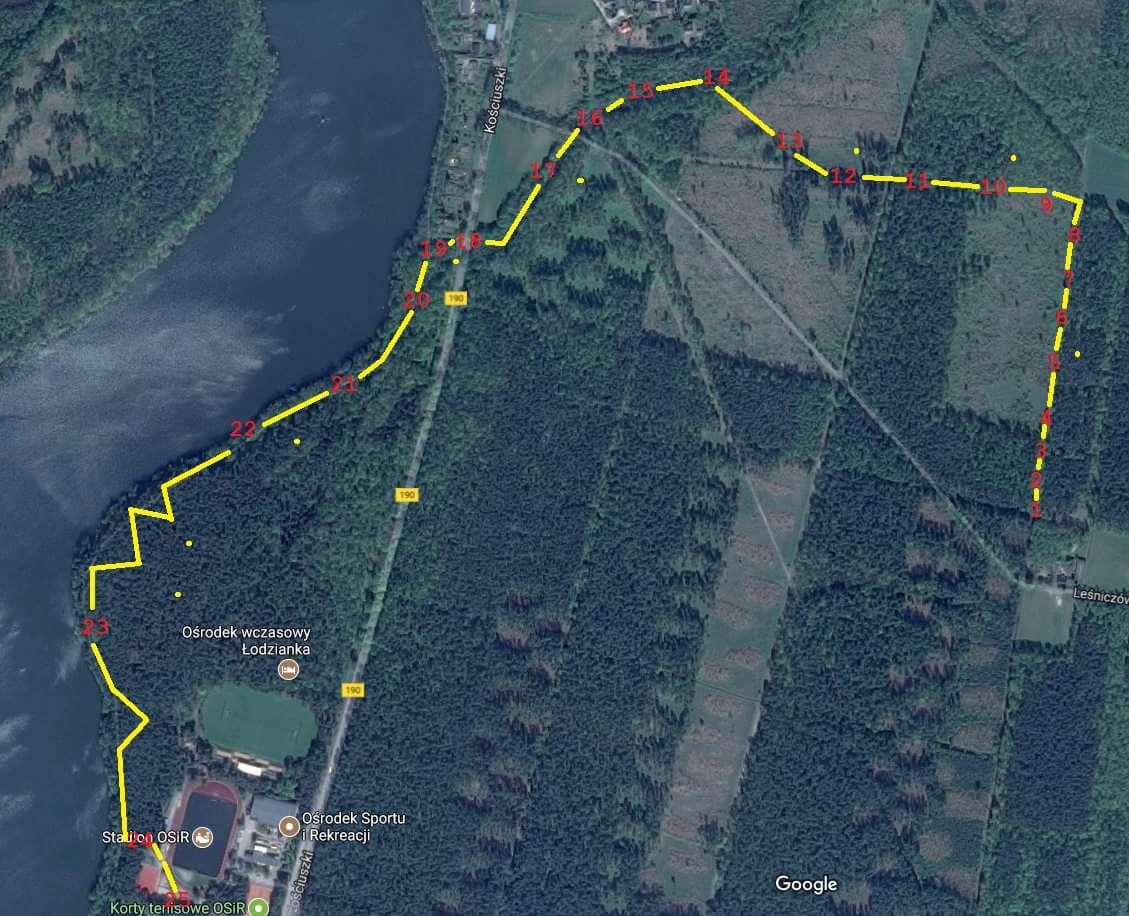 Kościuszki
14
15
16
13
17
12
11
10
9
8
19
18
7
20
190
6
5
21
4
22
3
190
2
1
Leśniczów
23
Ośrodek wczasowy
Łodzianka
190
Ośrodek Sportu
i Rekreacji
Stadion OSiR
24
Kościuszki
Google
25
Korty tenisowe OSiR